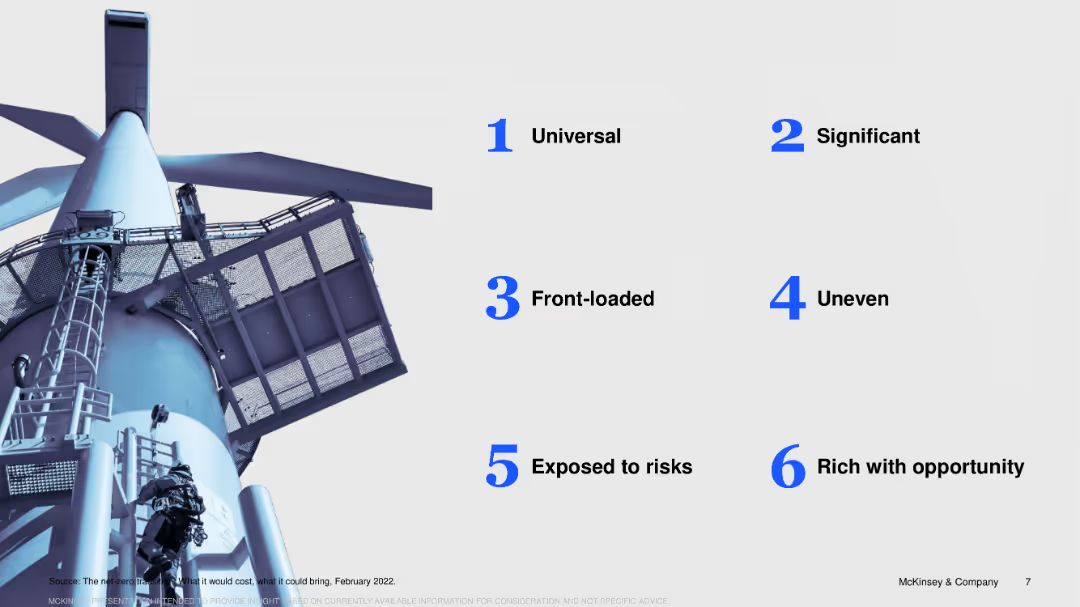 1 Universal
2 Significant
3 Front-loaded
4 Uneven
5 Exposed to risks
6 Rich with opportunity
Source: The net-zero transition: What it would cost, what it could bring, February 2022.
McKinsey & Company 7
MCKINSEY PRESENTATION INTENDED TO PROVIDE INSIGHT BASED ON CURRENTLY AVAILABLE INFORMATION FOR CONSIDERATION AND NOT SPECIFIC ADVICE.